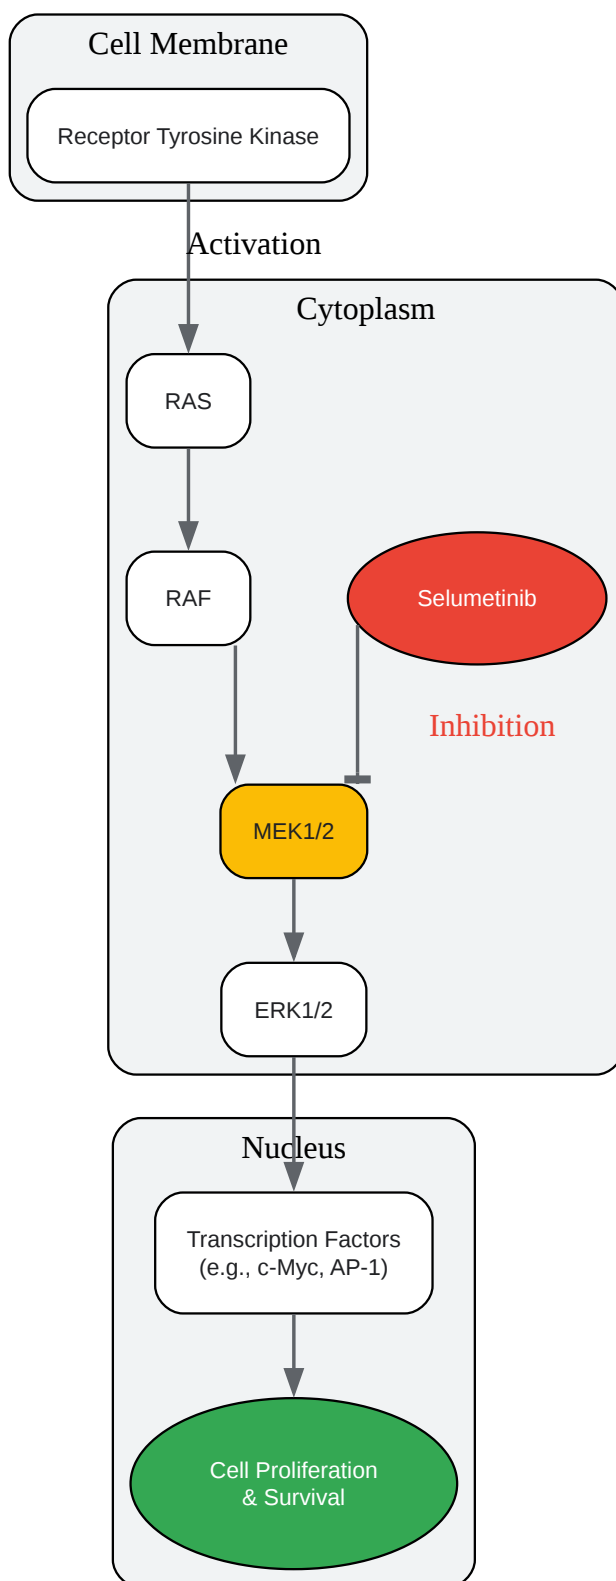 Cell Membrane
Receptor Tyrosine Kinase
Activation
Cytoplasm
RAS
RAF
Selumetinib
Inhibition
MEK1/2
ERK1/2
Nucleus
Transcription Factors
(e.g., c-Myc, AP-1)
Cell Proliferation
& Survival